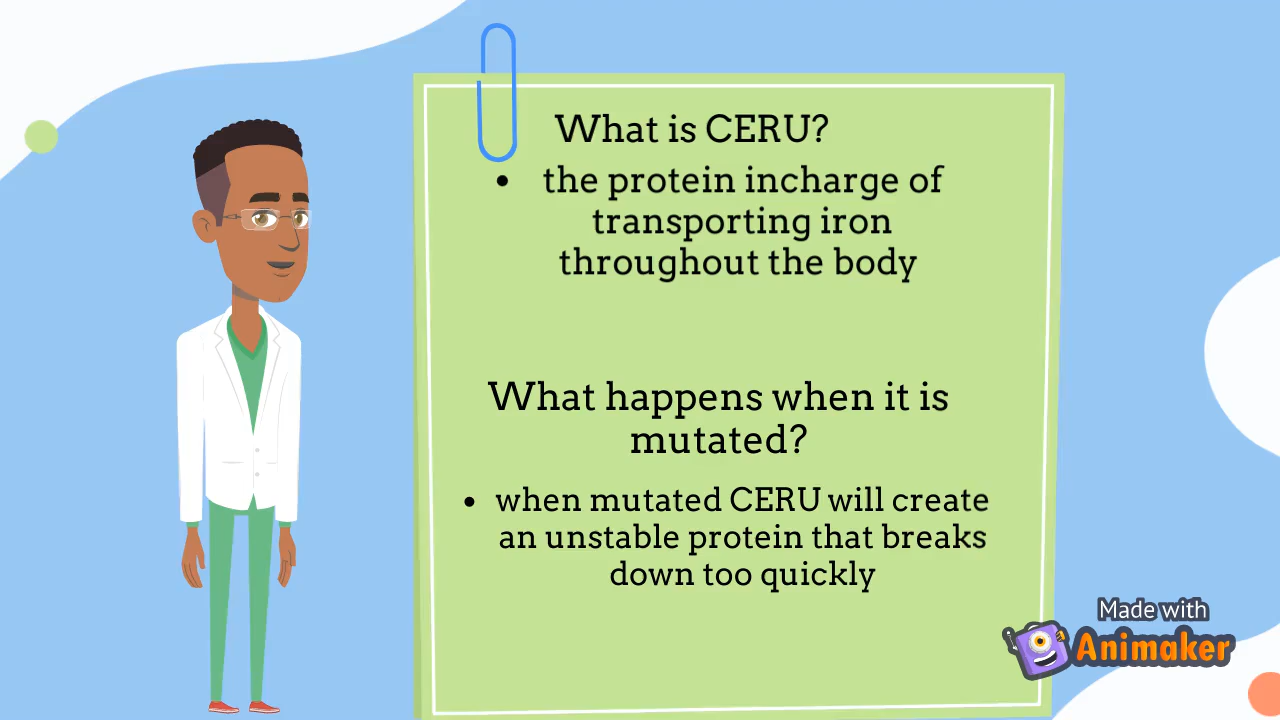 What is CERU?
• the protein incharge of
transporting iron
throughout the body
What happens when it is
mutated?
• when mutated CERU will create
an unstable protein that breaks
down too quickly
Made with
Animaker